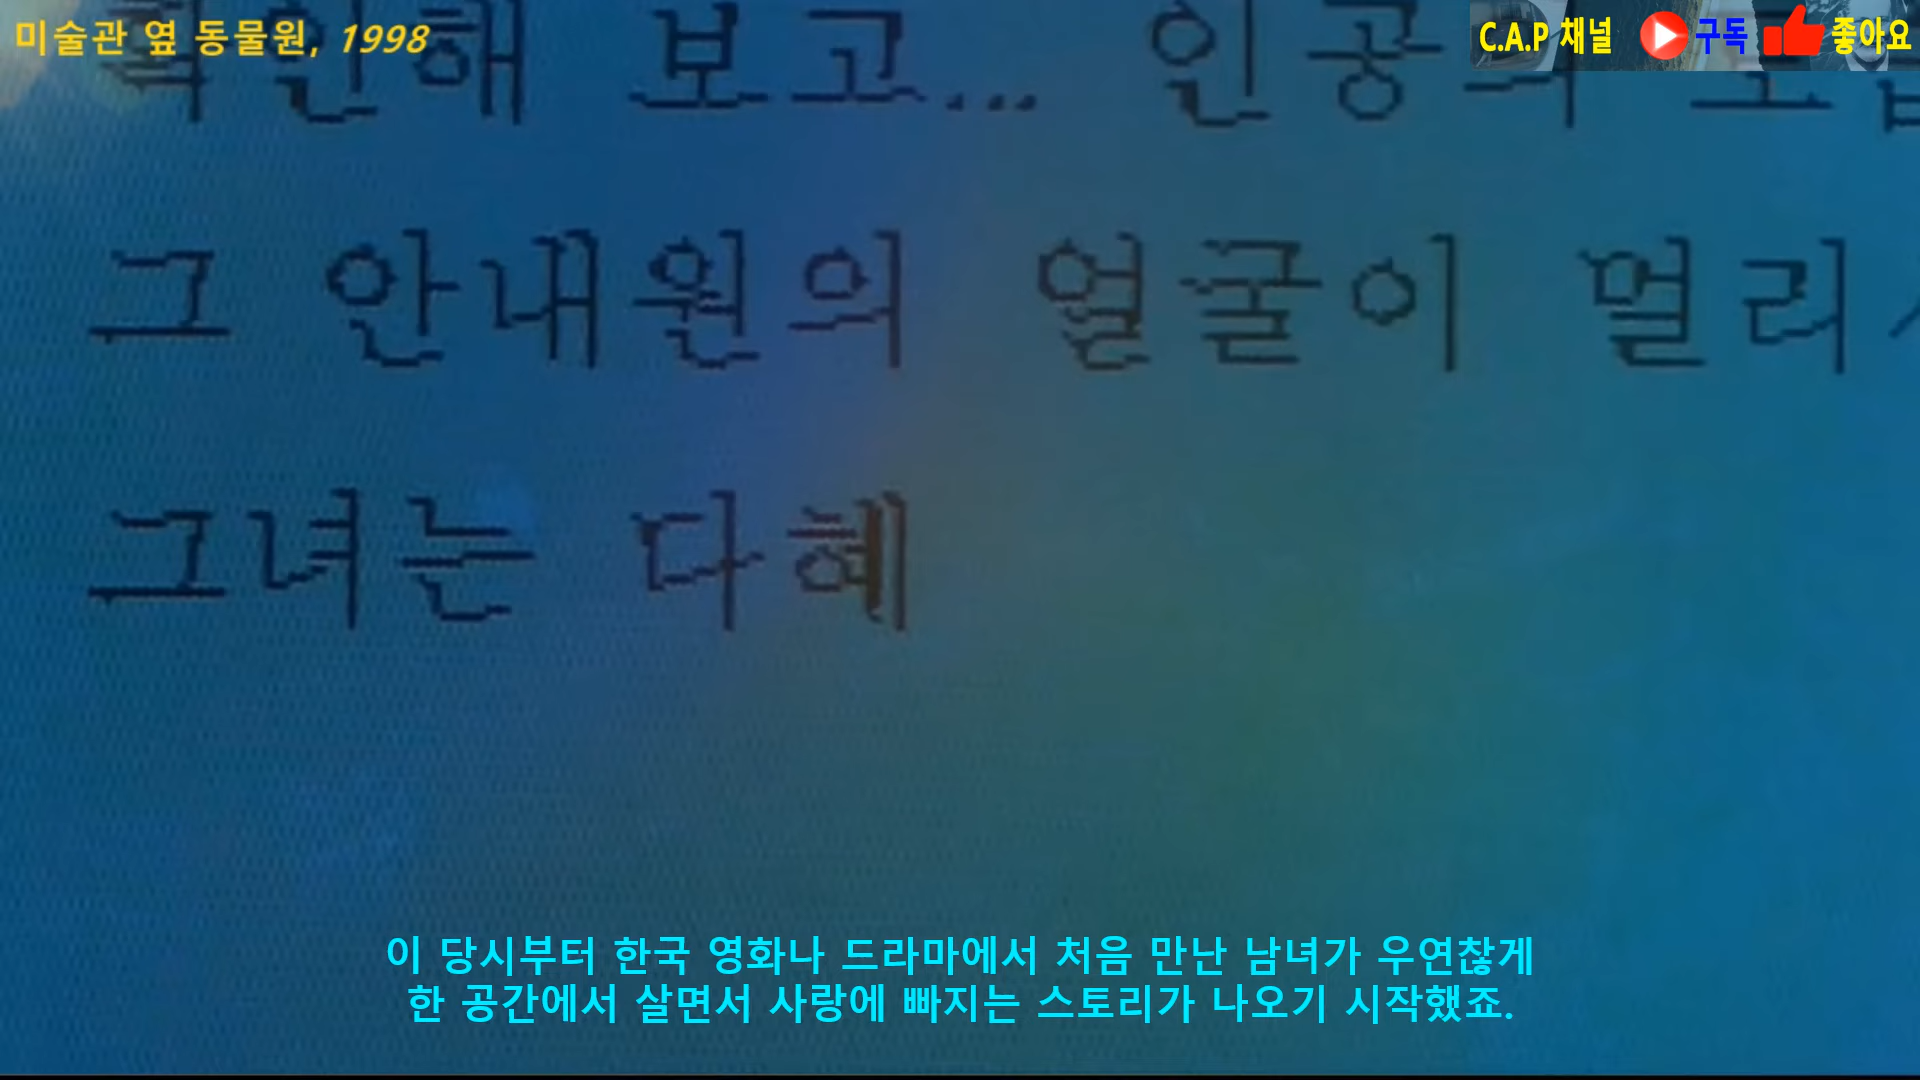 미술관 옆 동물원, 1998
C.A.P 채널 구독 좋아요
확인해 보고... 인공의
그 안내원의 얼굴이 멀리
그녀는 다혜
이 당시부터 한국 영화나 드라마에서 처음 만난 남녀가 우연찮게
한 공간에서 살면서 사랑에 빠지는 스토리가 나오기 시작했죠.